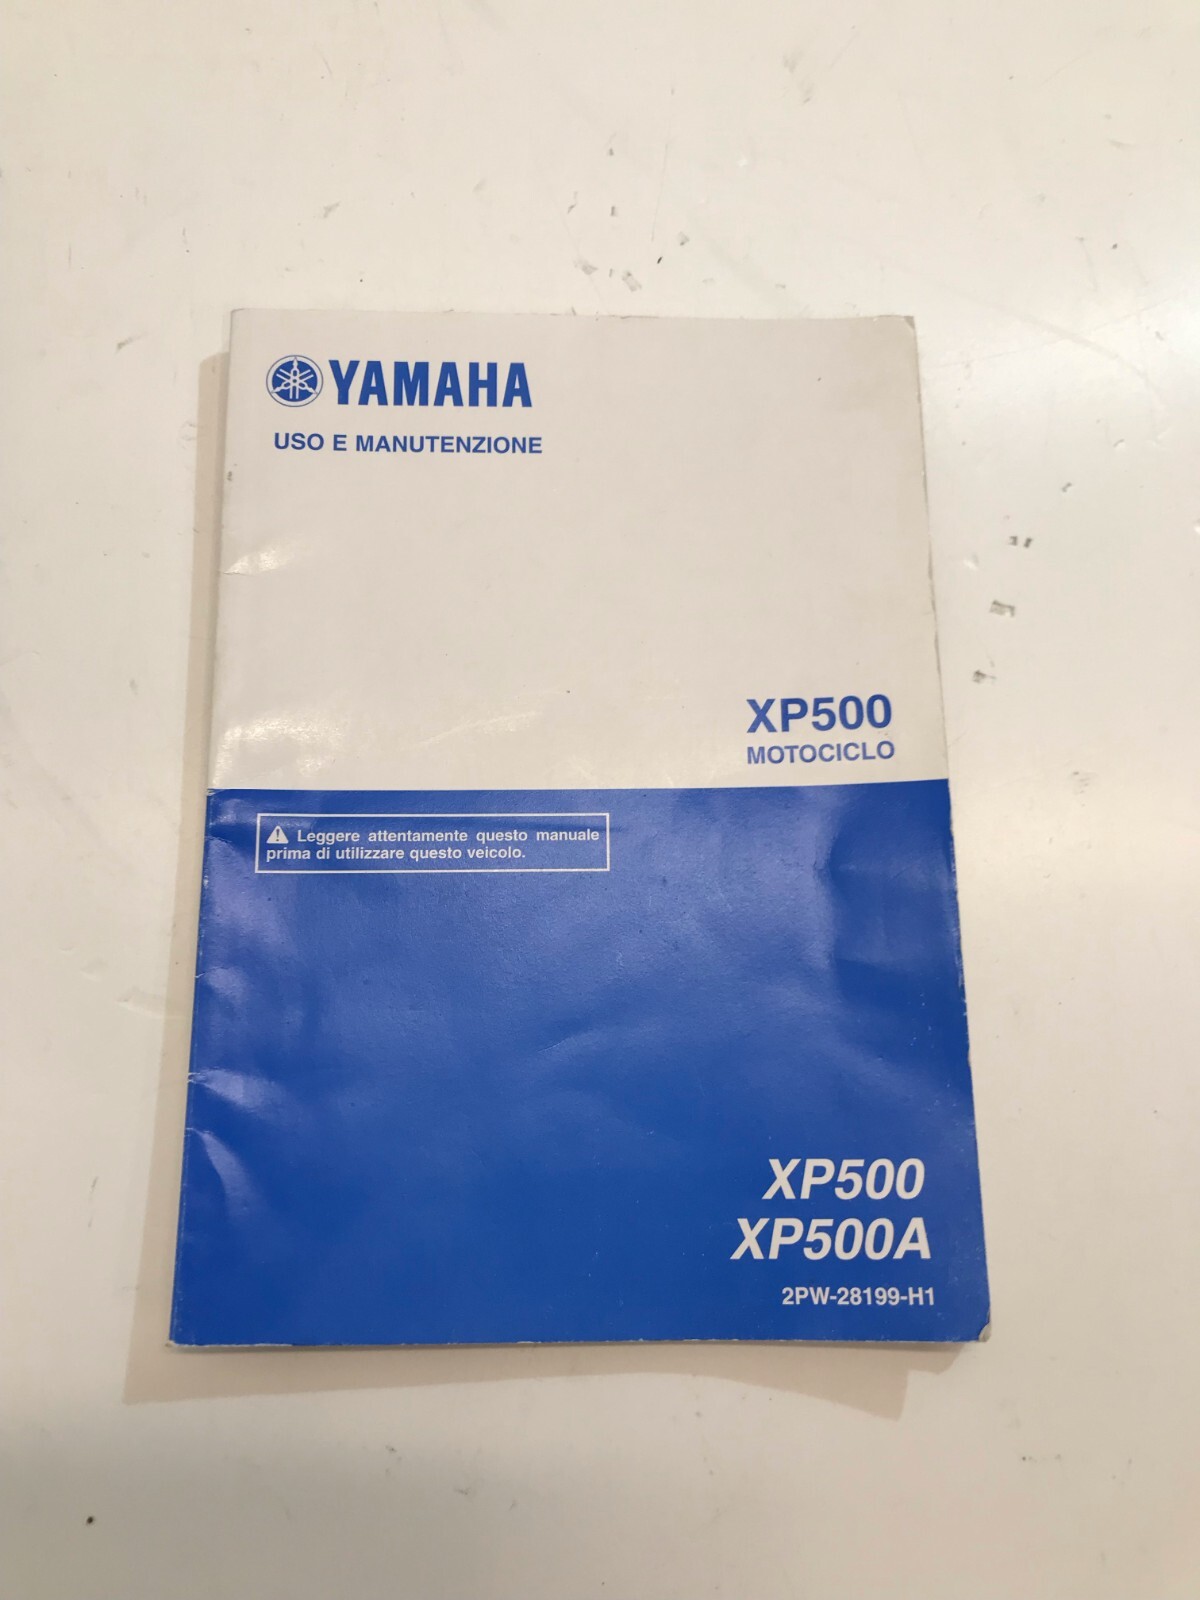 YAMAHA
USO E MANUTENZIONE
XP500
MOTOCICLO
Leggere attentamente questo manuale
prima di utilizzare questo veicolo.
XP500
XP500A
2PW-28199-H1